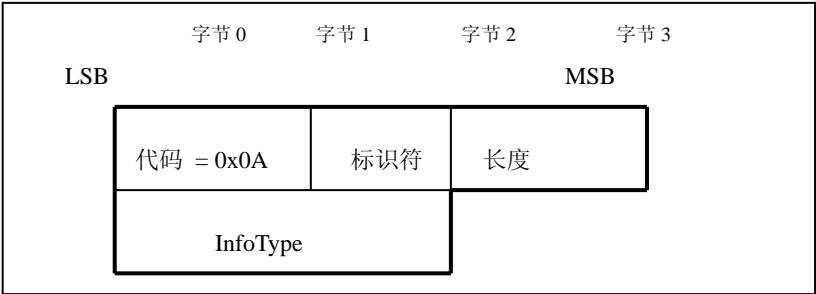 字节 0 字节 1 字节 2 字节 3
LSB MSB
代码 = 0x0A 标识符 长度
InfoType